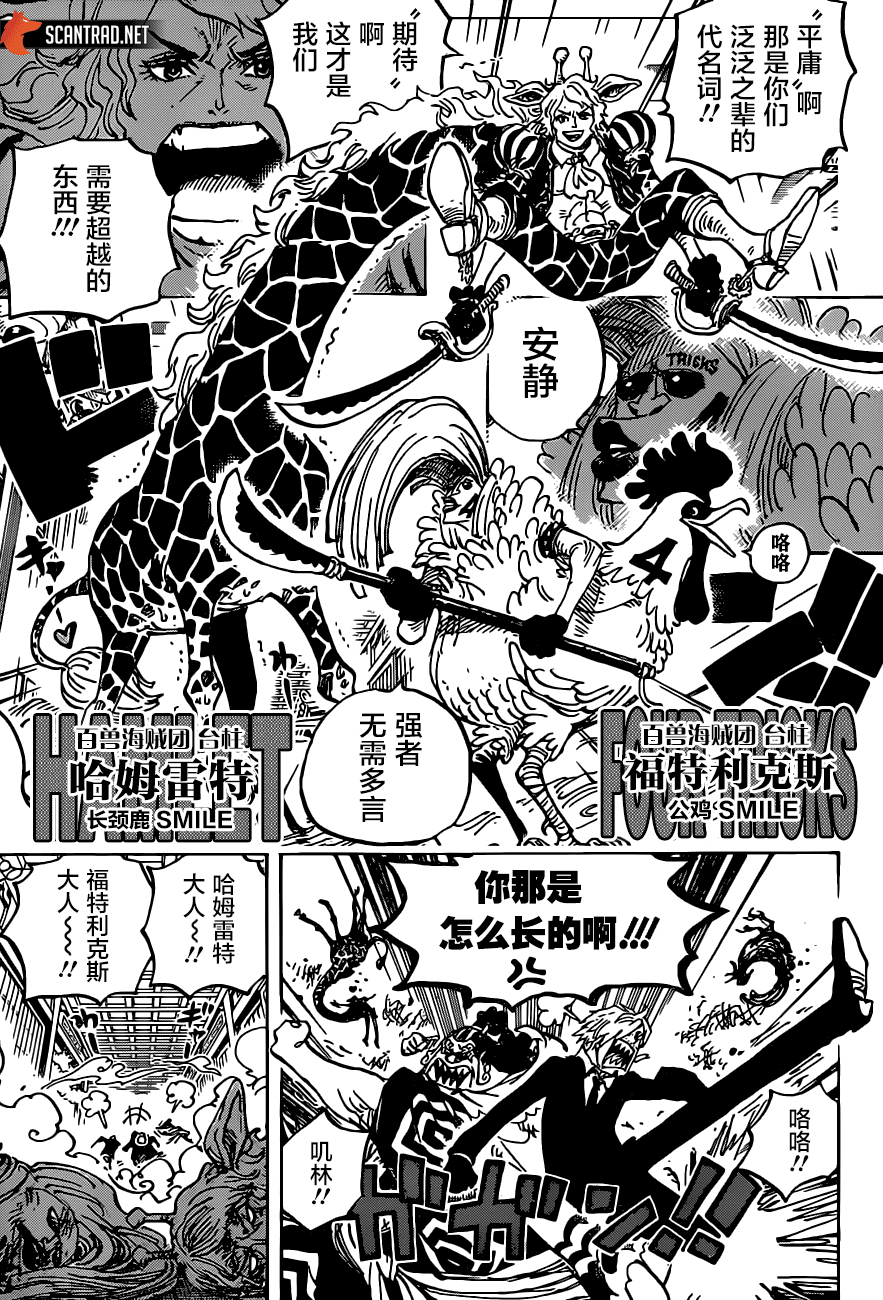 SCANTRAD.NET
〝平庸〞啊
那是你们
泛泛之辈的
代名词!!
〝期待〞
啊
这才是
我们
需要超越的
东西!!!
安静
TRICKS
4
咯咯
强者
无需多言
HAMLET
百兽海贼团 台柱
哈姆雷特
长颈鹿 SMILE
FOUR TRICKS
百兽海贼团 台柱
福特利克斯
公鸡 SMILE
你那是
怎么长的啊!!!
咯咯!!
叽林!!
ガガーン!!
哈姆雷特
大人～～!!
福特利克斯
大人～～!!